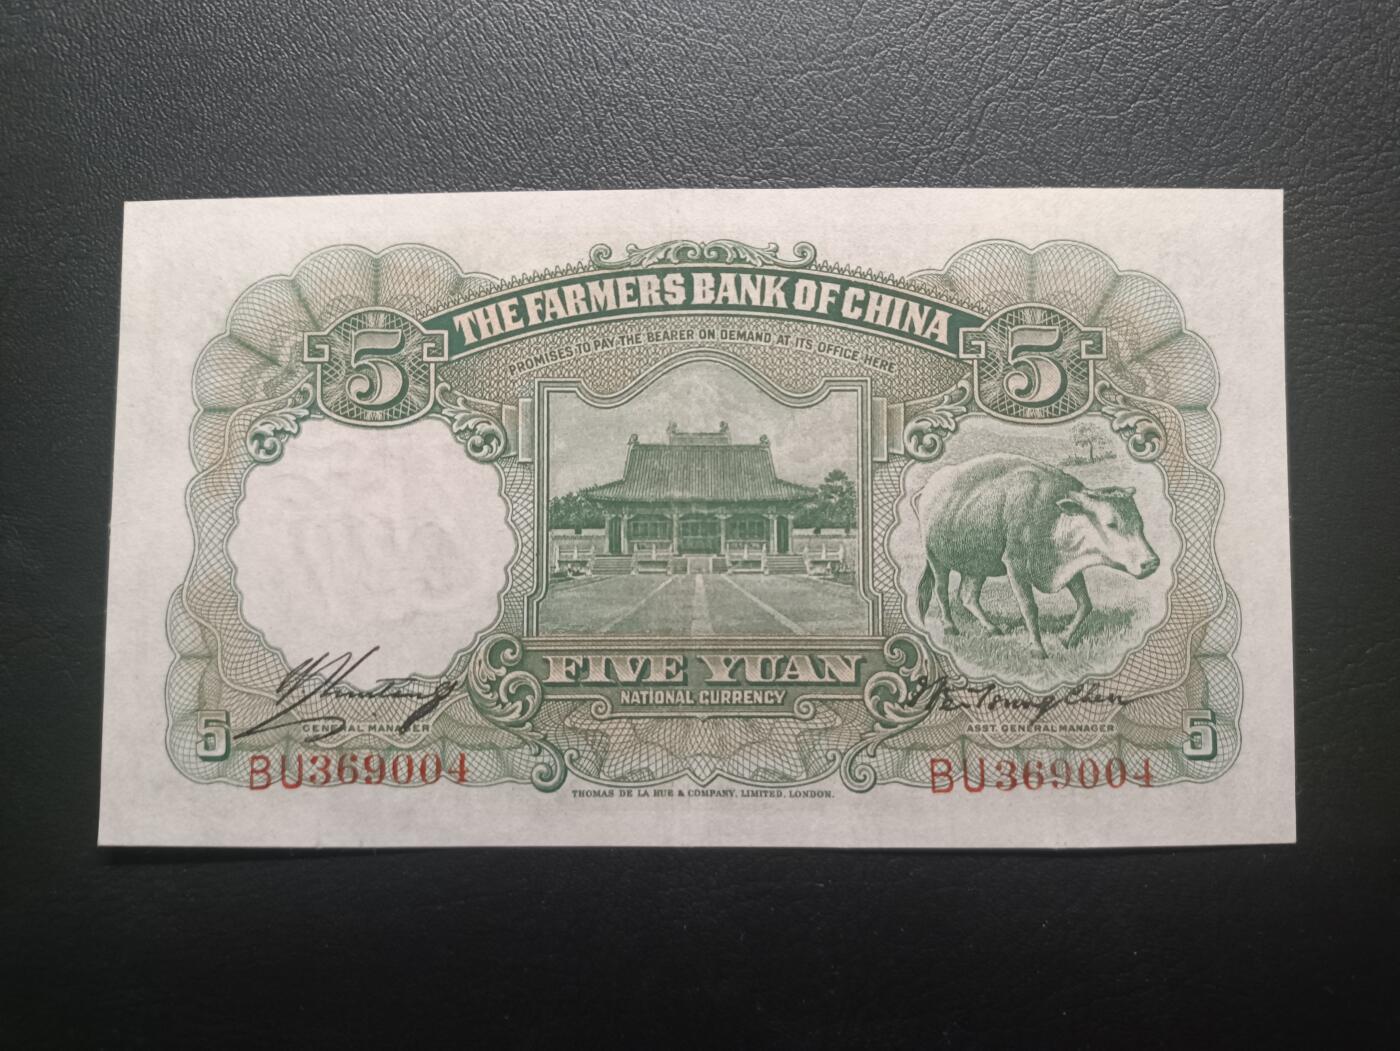 THE FARMERS BANK OF CHINA
PROMISES TO PAY THE BEARER ON DEMAND AT ITS OFFICE HERE
5 5
FIVE YUAN
NATIONAL CURRENCY
GENERAL MANAGER
ASST. GENERAL MANAGER
5 5
BU369004 BU369004
THOMAS DE LA RUE & COMPANY, LIMITED, LONDON.